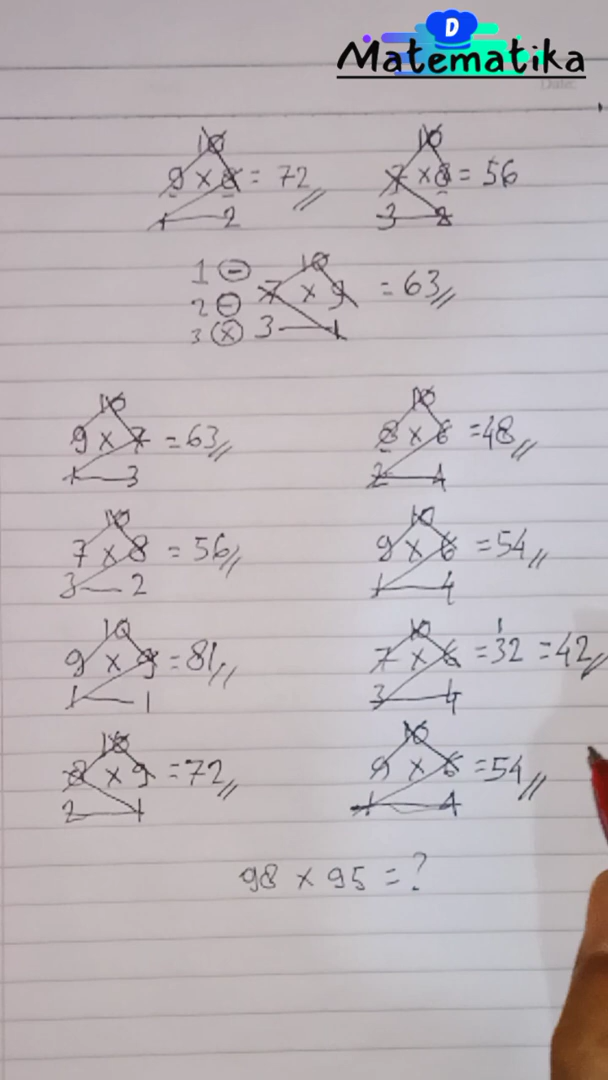 D
Matematika
Date:
10 10
9 x 8 = 72 7 x 8 = 56
1 2 3 2
1 ⊖ 10
2 ⊖ 7 x 9 = 63
3 ⊗ 3 1
10 10
9 x 7 = 63 8 x 6 = 48
1 3 2 4
10 10
7 x 8 = 56 9 x 6 = 54
3 2 1 4
10 10 1
9 x 9 = 81 7 x 6 = 32 = 42
1 1 3 4
10 10
8 x 9 = 72 9 x 6 = 54
2 1 1 4
98 x 95 = ?